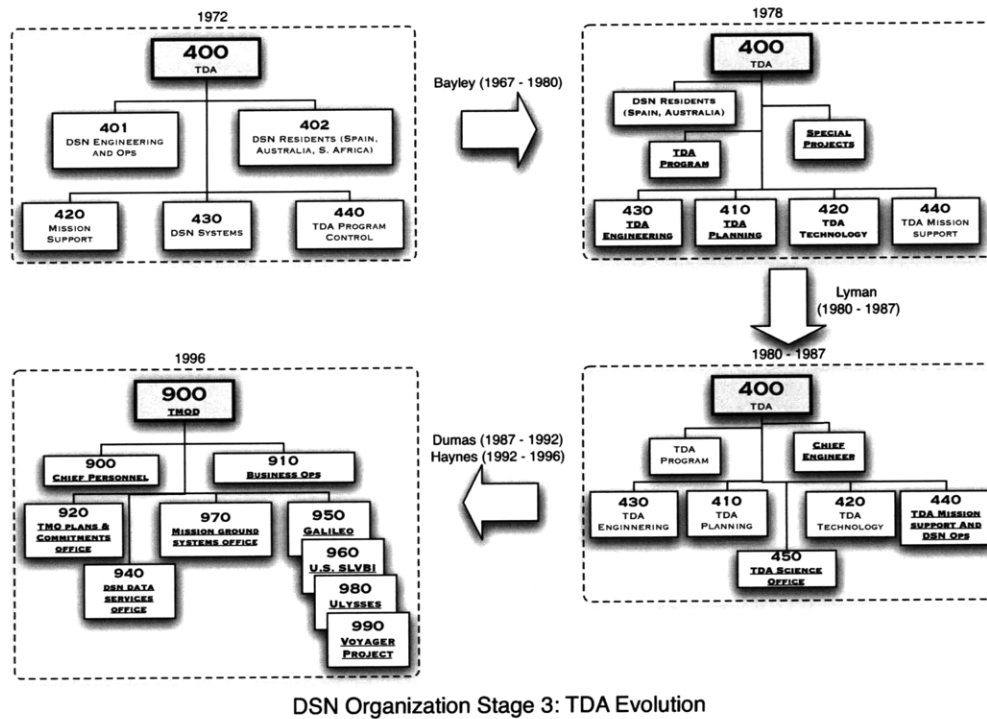 1972
400
TDA
401
DSN Engineering
and Ops
402
DSN Residents (Spain,
Australia, S. Africa)
420
Mission
Support
430
DSN Systems
440
TDA Program
Control
Bayley (1967 - 1980)
1978
400
TDA
DSN Residents
(Spain, Australia)
Special
Projects
TDA
Program
430
TDA
Engineering
410
TDA
Planning
420
TDA
Technology
440
TDA Mission
support
Lyman
(1980 - 1987)
1980 - 1987
400
TDA
TDA
Program
Chief
Engineer
430
TDA
Enginnering
410
TDA
Planning
420
TDA
Technology
440
TDA Mission
support And
DSN Ops
450
TDA Science
Office
Dumas (1987 - 1992)
Haynes (1992 - 1996)
1996
900
TMOD
900
Chief Personnel
910
Business Ops
920
TMO plans &
Commitments
office
970
Mission ground
systems office
950
Galileo
960
U.S. SLVBI
980
Ulysses
990
Voyager
Project
940
DSN data
services
office
DSN Organization Stage 3: TDA Evolution